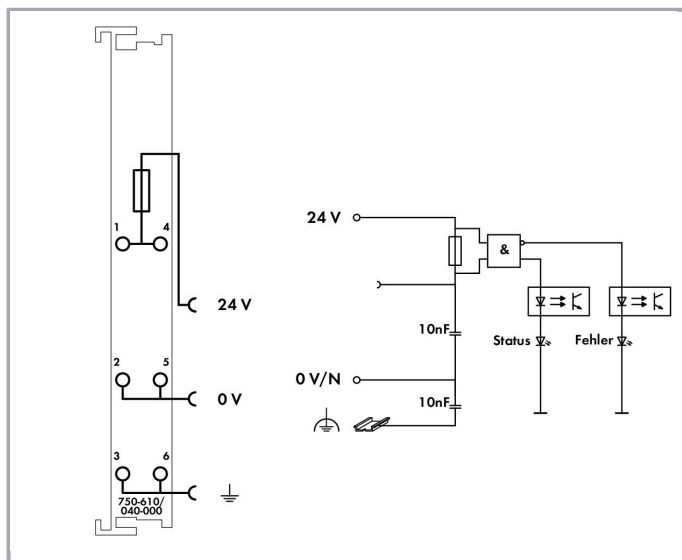 1 4
24 V
2 5
0 V
3 6
750-610/
040-000
24 V
&
10nF
Status
Fehler
0 V/N
10nF